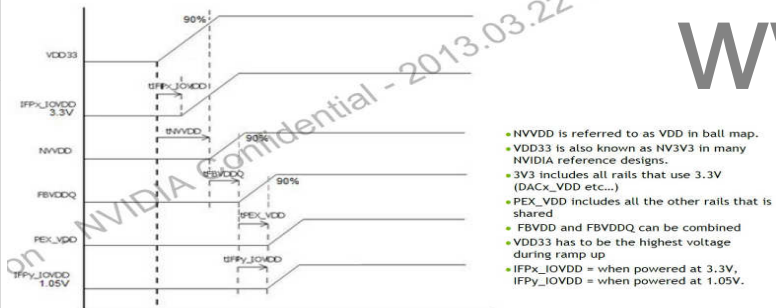 90%
VDD33
tIFPx_IOVDD
IFPx_IOVDD
3.3V
tNVVDD
90%
NVVDD
tFBVDDQ
90%
FBVDDQ
tPEX_VDD
PEX_VDD
tIFPy_IOVDD
IFPy_IOVDD
1.05V
on - NVIDIA Confidential - 2013.03.22
• NVVDD is referred to as VDD in ball map.
• VDD33 is also known as NV3V3 in many
NVIDIA reference designs.
• 3V3 includes all rails that use 3.3V
(DACx_VDD etc...)
• PEX_VDD includes all the other rails that is
shared
• FBVDD and FBVDDQ can be combined
• VDD33 has to be the highest voltage
during ramp up
• IFPx_IOVDD = when powered at 3.3V,
IFPy_IOVDD = when powered at 1.05V.